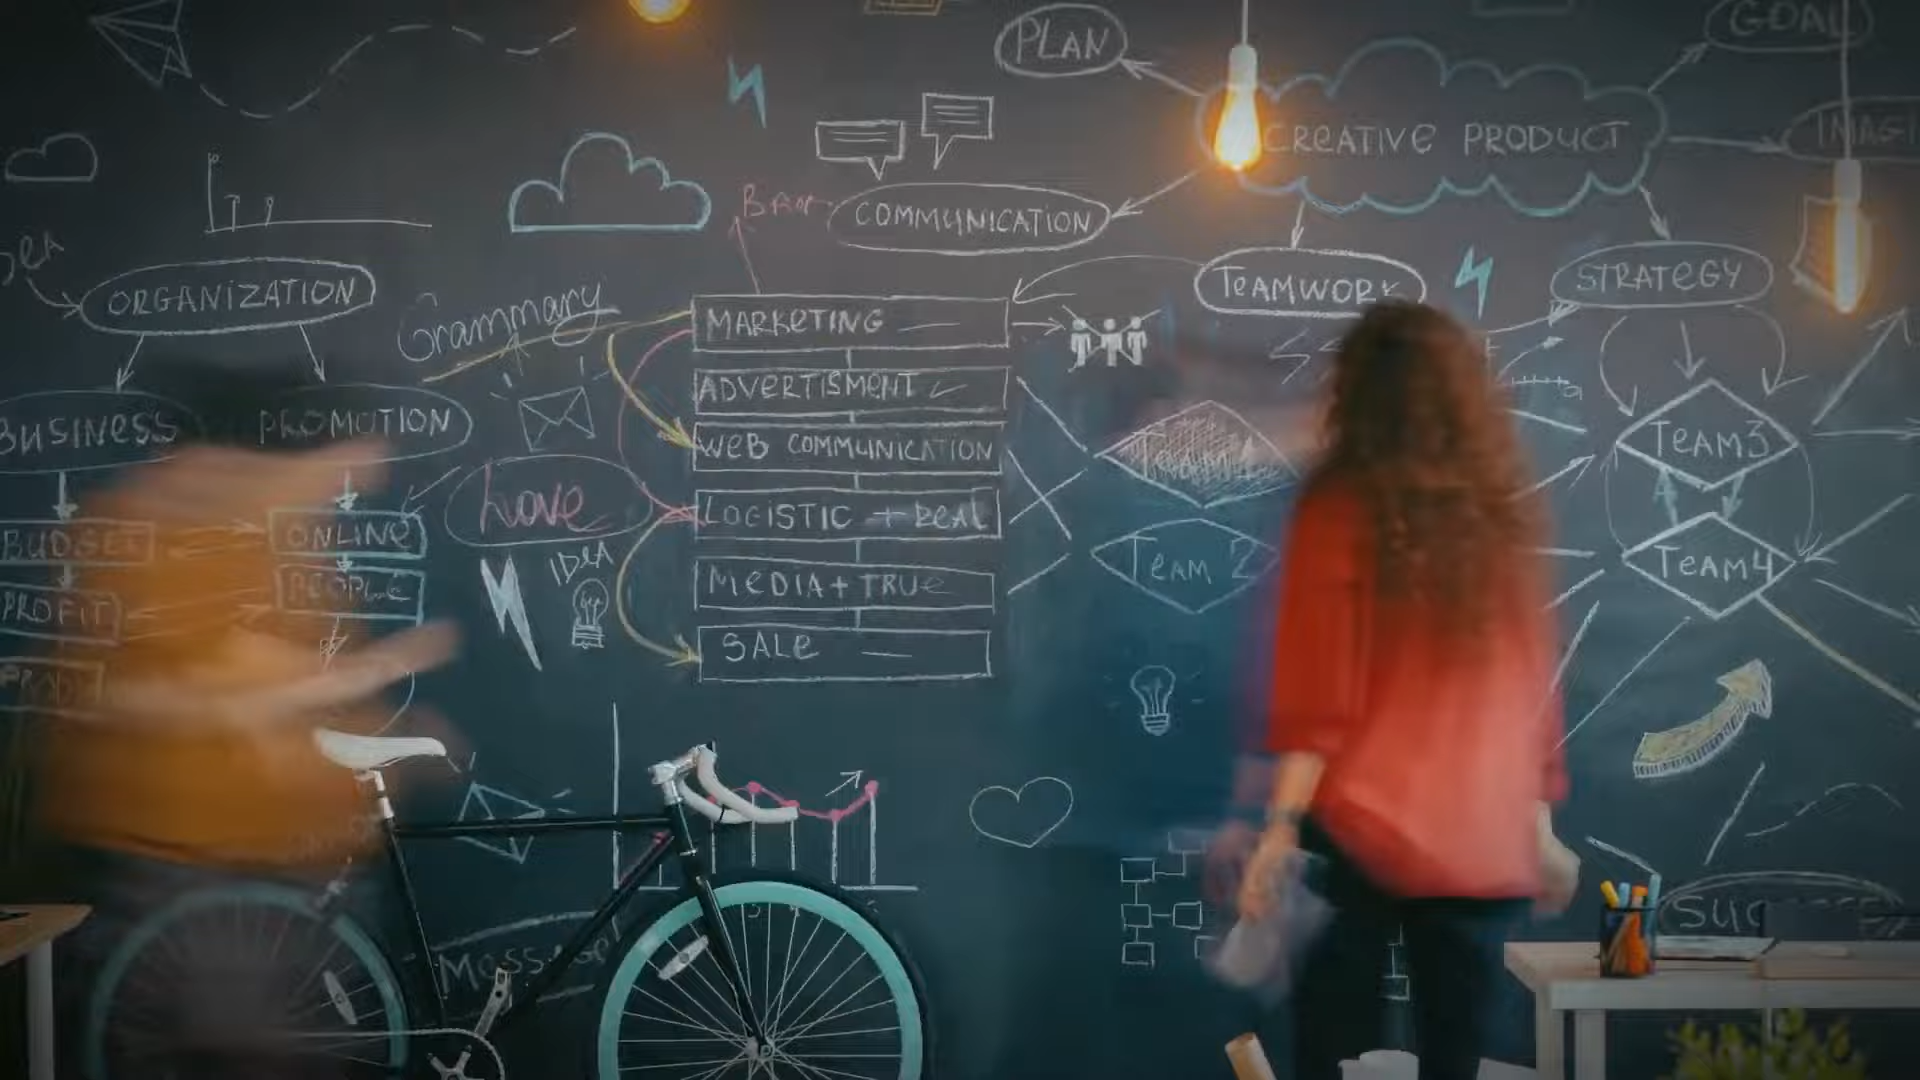 PLAN
GOAL
CREATIVE PRODUCT
COMMUNICATION
ORGANIZATION
TEAMWORK
STRATEGY
Grammary
MARKETING
BUSINESS
PROMOTION
ADVERTISMENT
WEB COMMUNICATION
TEAM3
Love
LOGISTIC + REAL
BUDGET
ONLINE
IDEA
MEDIA + TRUE
TEAM 2
TEAM4
PROFIT
PEOPLE
SALE